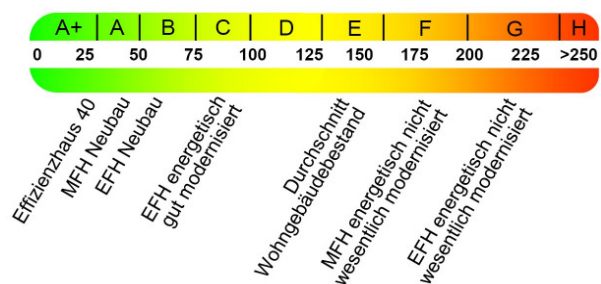 A+ A B C D E F G H
0 25 50 75 100 125 150 175 200 225 >250
Effizienzhaus 40
MFH Neubau
EFH Neubau
EFH energetisch
gut modernisiert
Durchschnitt
Wohngebäudebestand
MFH energetisch nicht
wesentlich modernisiert
EFH energetisch nicht
wesentlich modernisiert